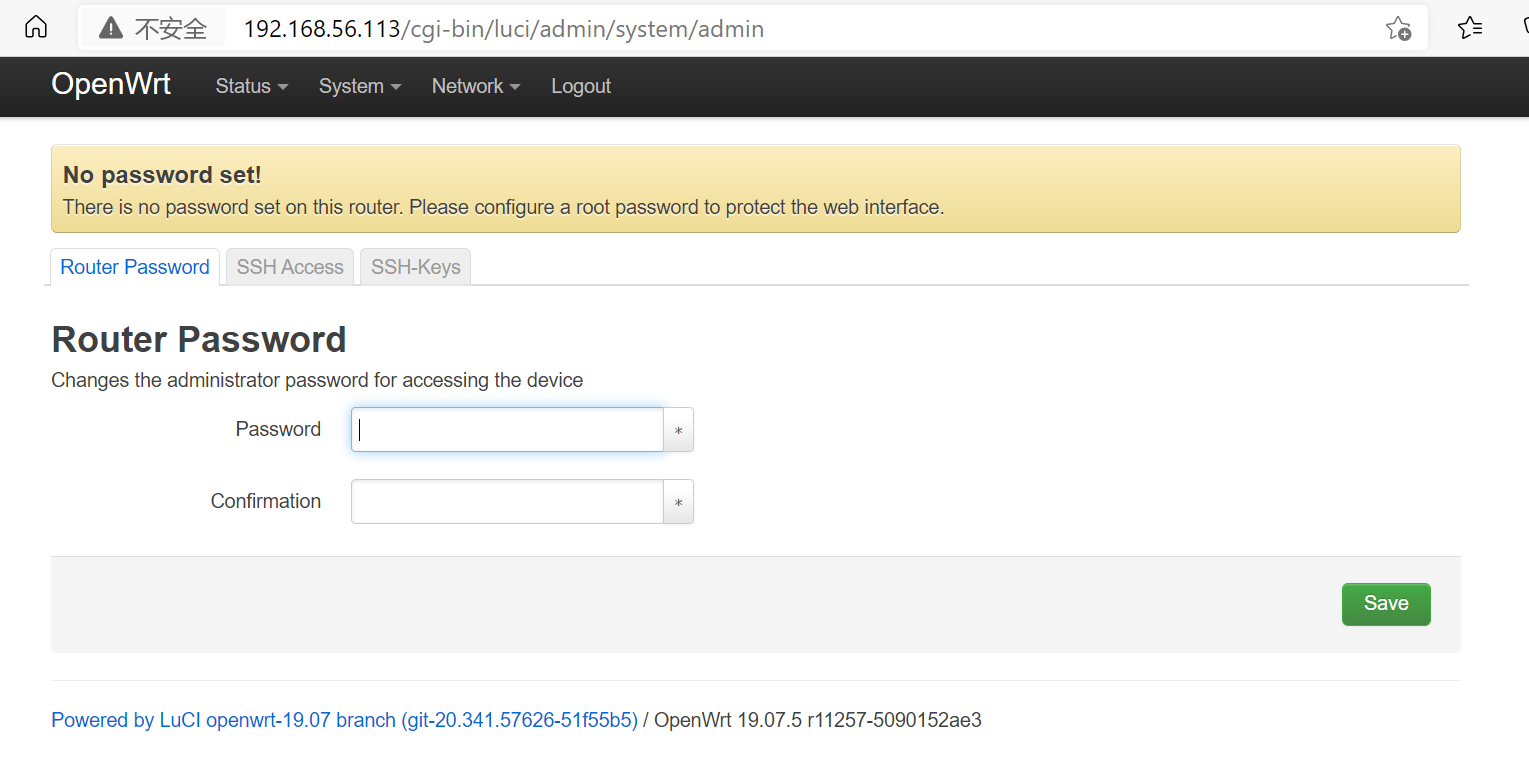 不安全 192.168.56.113/cgi-bin/luci/admin/system/admin
OpenWrt Status System Network Logout
No password set!
There is no password set on this router. Please configure a root password to protect the web interface.
Router Password SSH Access SSH-Keys
Router Password
Changes the administrator password for accessing the device
Password *
Confirmation *
Save
Powered by LuCI openwrt-19.07 branch (git-20.341.57626-51f55b5) / OpenWrt 19.07.5 r11257-5090152ae3